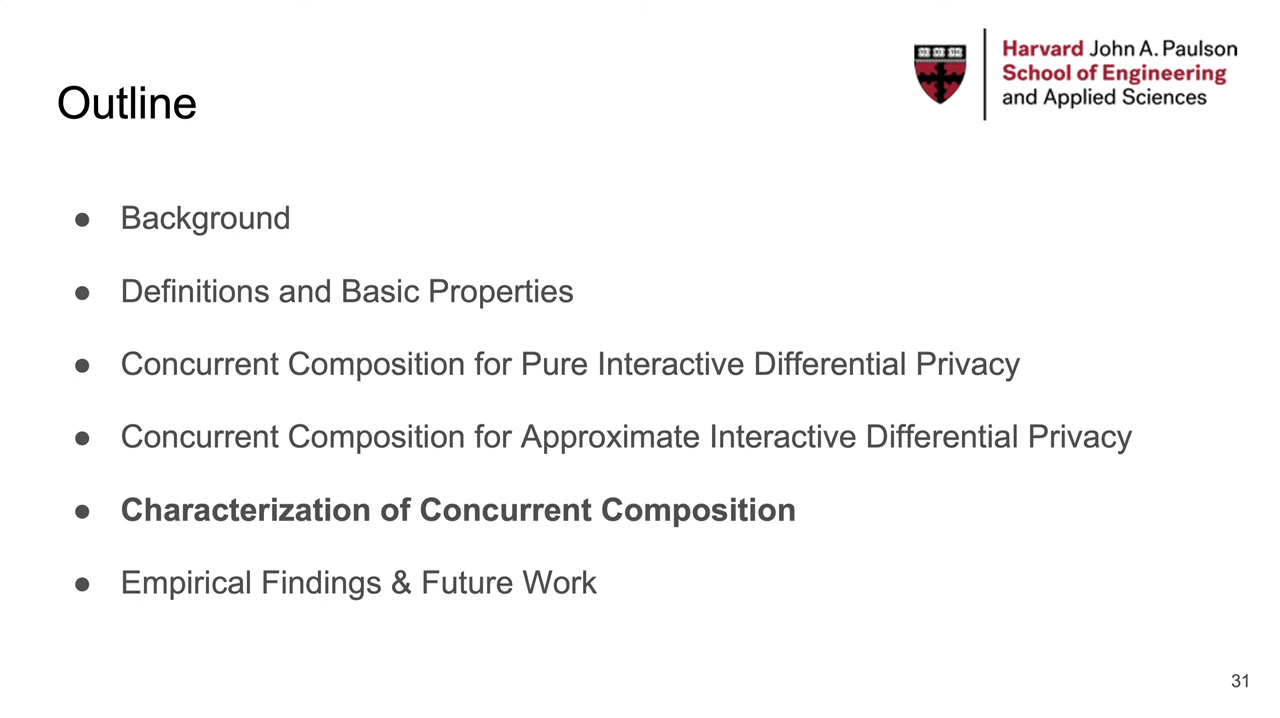 Harvard John A. Paulson
School of Engineering
and Applied Sciences
Outline
● Background
● Definitions and Basic Properties
● Concurrent Composition for Pure Interactive Differential Privacy
● Concurrent Composition for Approximate Interactive Differential Privacy
● Characterization of Concurrent Composition
● Empirical Findings & Future Work
31